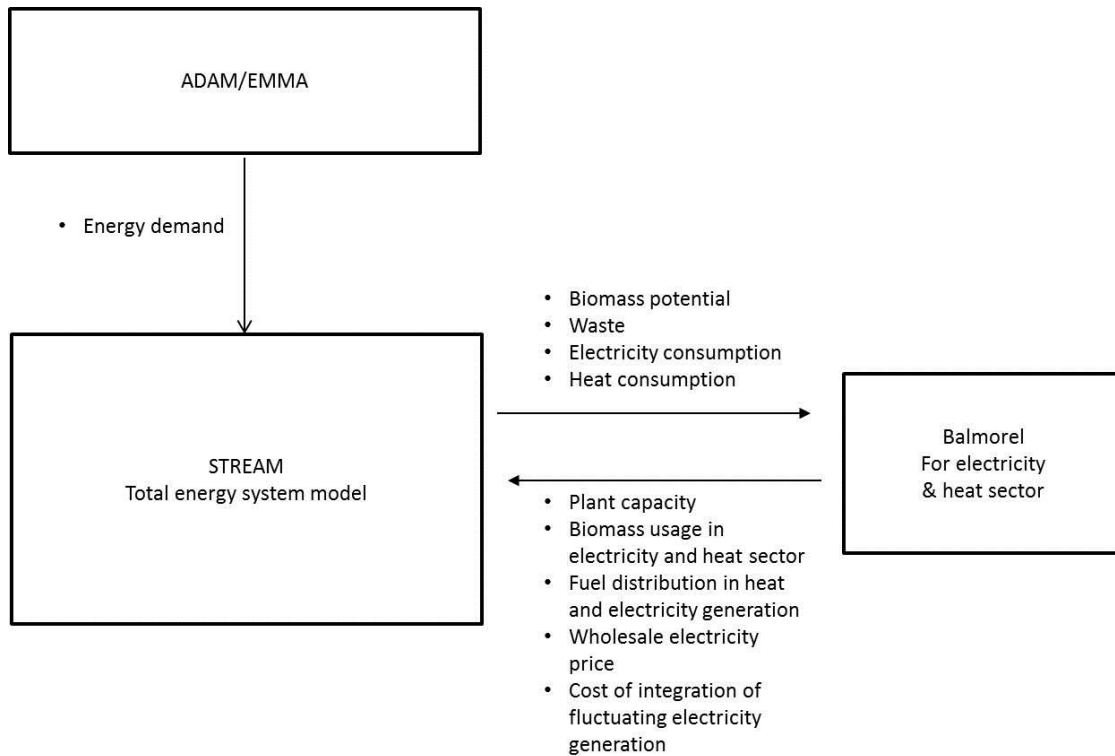 ADAM/EMMA
• Energy demand
• Biomass potential
• Waste
• Electricity consumption
• Heat consumption
STREAM
Total energy system model
Balmorel
For electricity
& heat sector
• Plant capacity
• Biomass usage in
electricity and heat sector
• Fuel distribution in heat
and electricity generation
• Wholesale electricity
price
• Cost of integration of
fluctuating electricity
generation